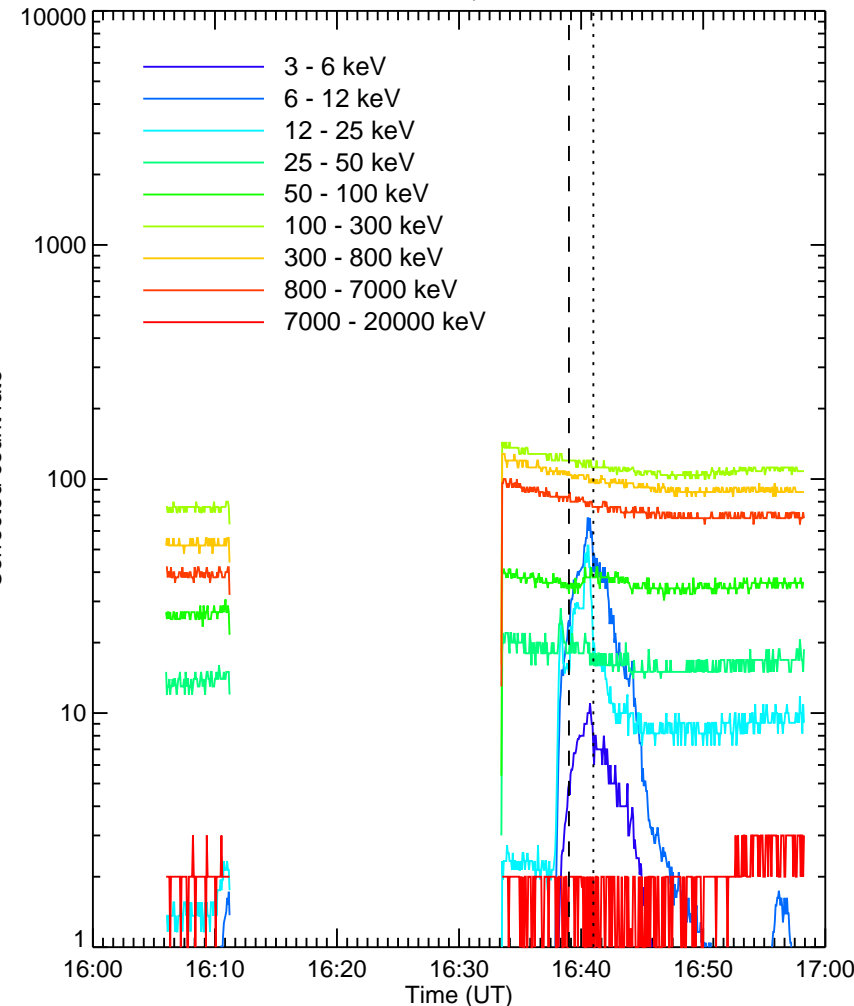 10000
1000
100
10
1
3 - 6 keV
6 - 12 keV
12 - 25 keV
25 - 50 keV
50 - 100 keV
100 - 300 keV
300 - 800 keV
800 - 7000 keV
7000 - 20000 keV
16:00 16:10 16:20 16:30 16:40 16:50 17:00
Time (UT)